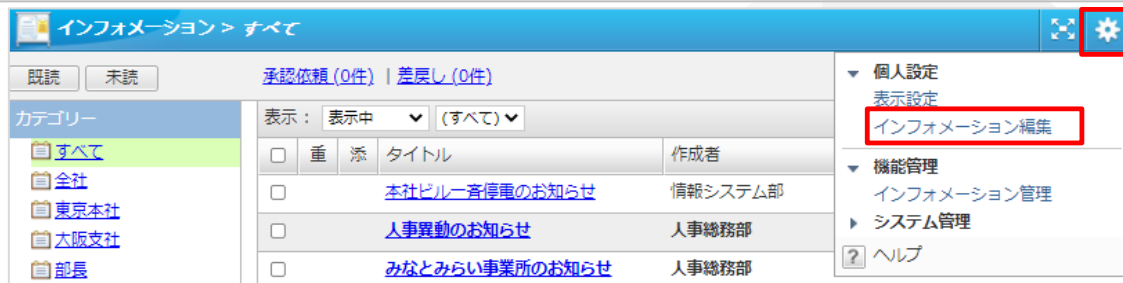 インフォメーション > すべて
既読 未読 承認依頼 (0件) | 差戻し (0件)
カテゴリー
すべて
全社
東京本社
大阪支社
部長
表示： 表示中 (すべて)
重 添 タイトル 作成者
本社ビル一斉停電のお知らせ 情報システム部
人事異動のお知らせ 人事総務部
みなとみらい事業所のお知らせ 人事総務部
個人設定
表示設定
インフォメーション編集
機能管理
インフォメーション管理
システム管理
? ヘルプ